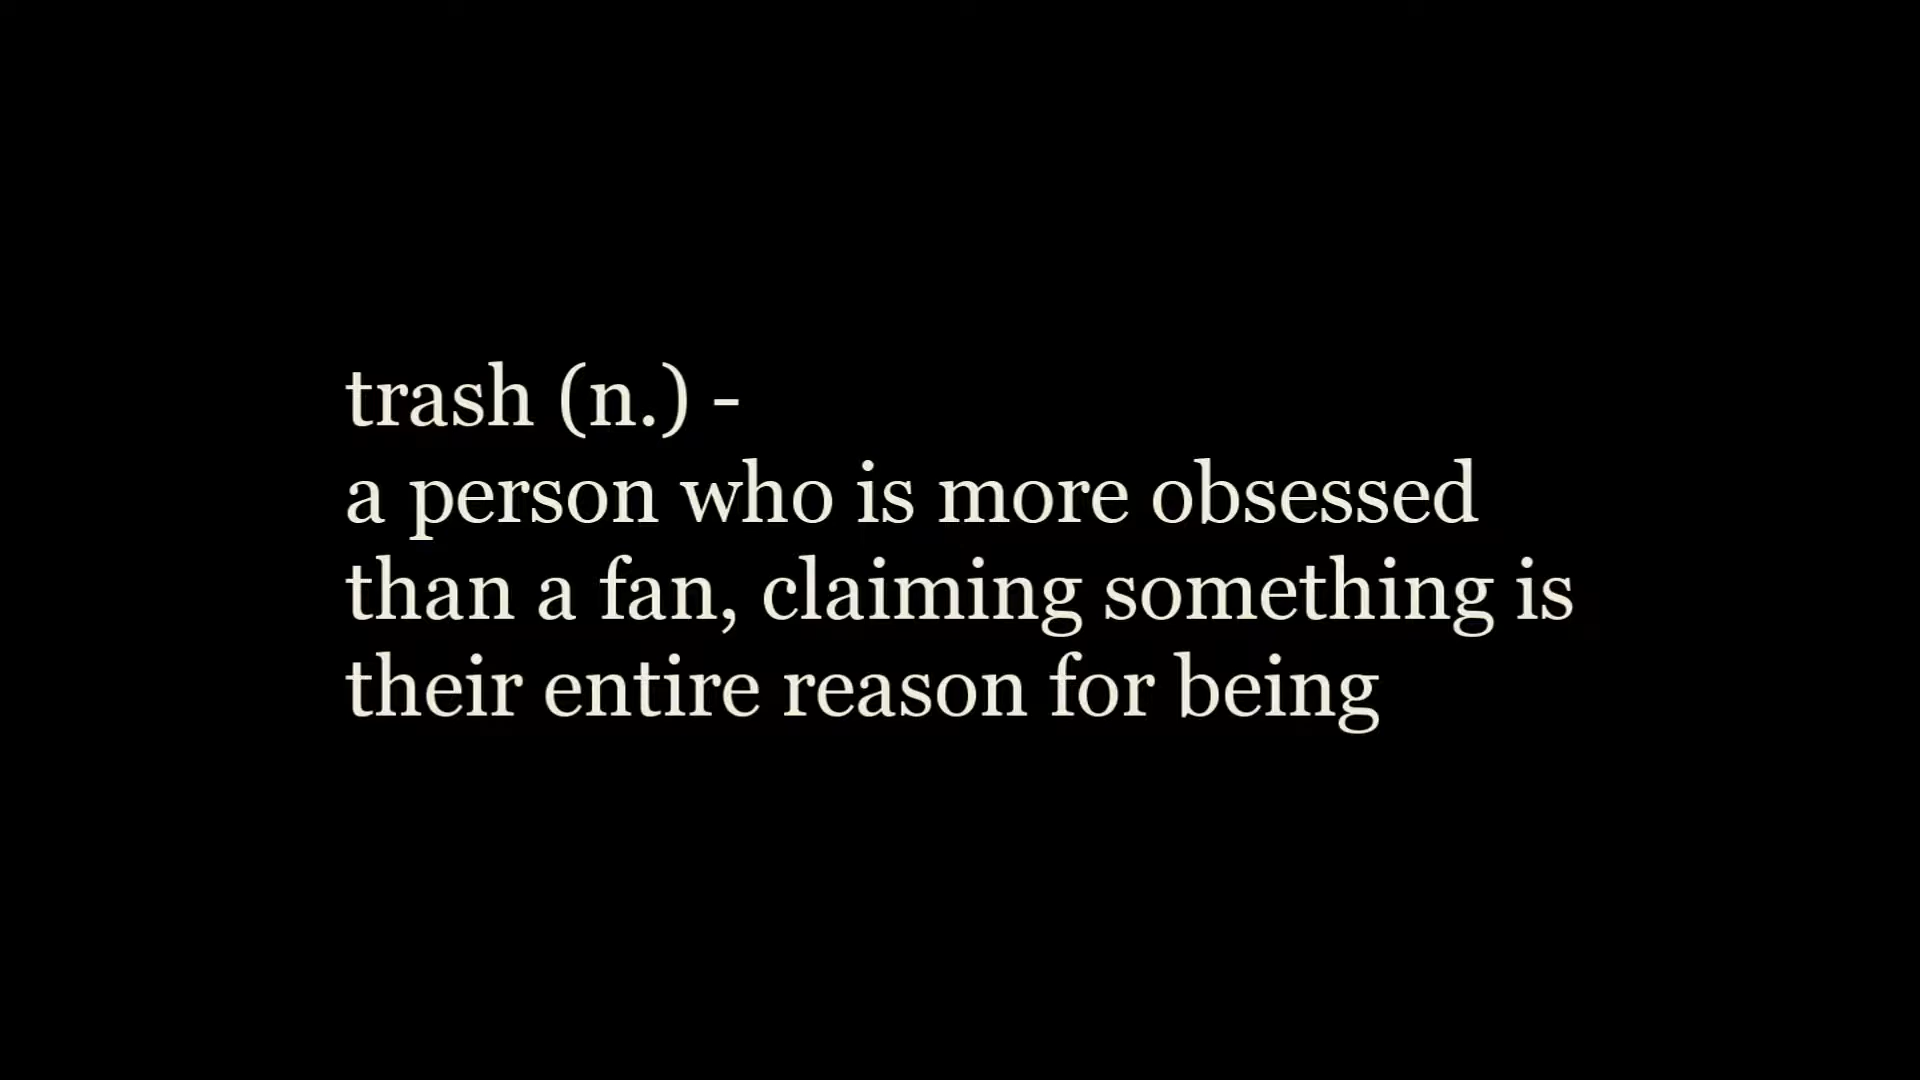 trash (n.) -
a person who is more obsessed
than a fan, claiming something is
their entire reason for being